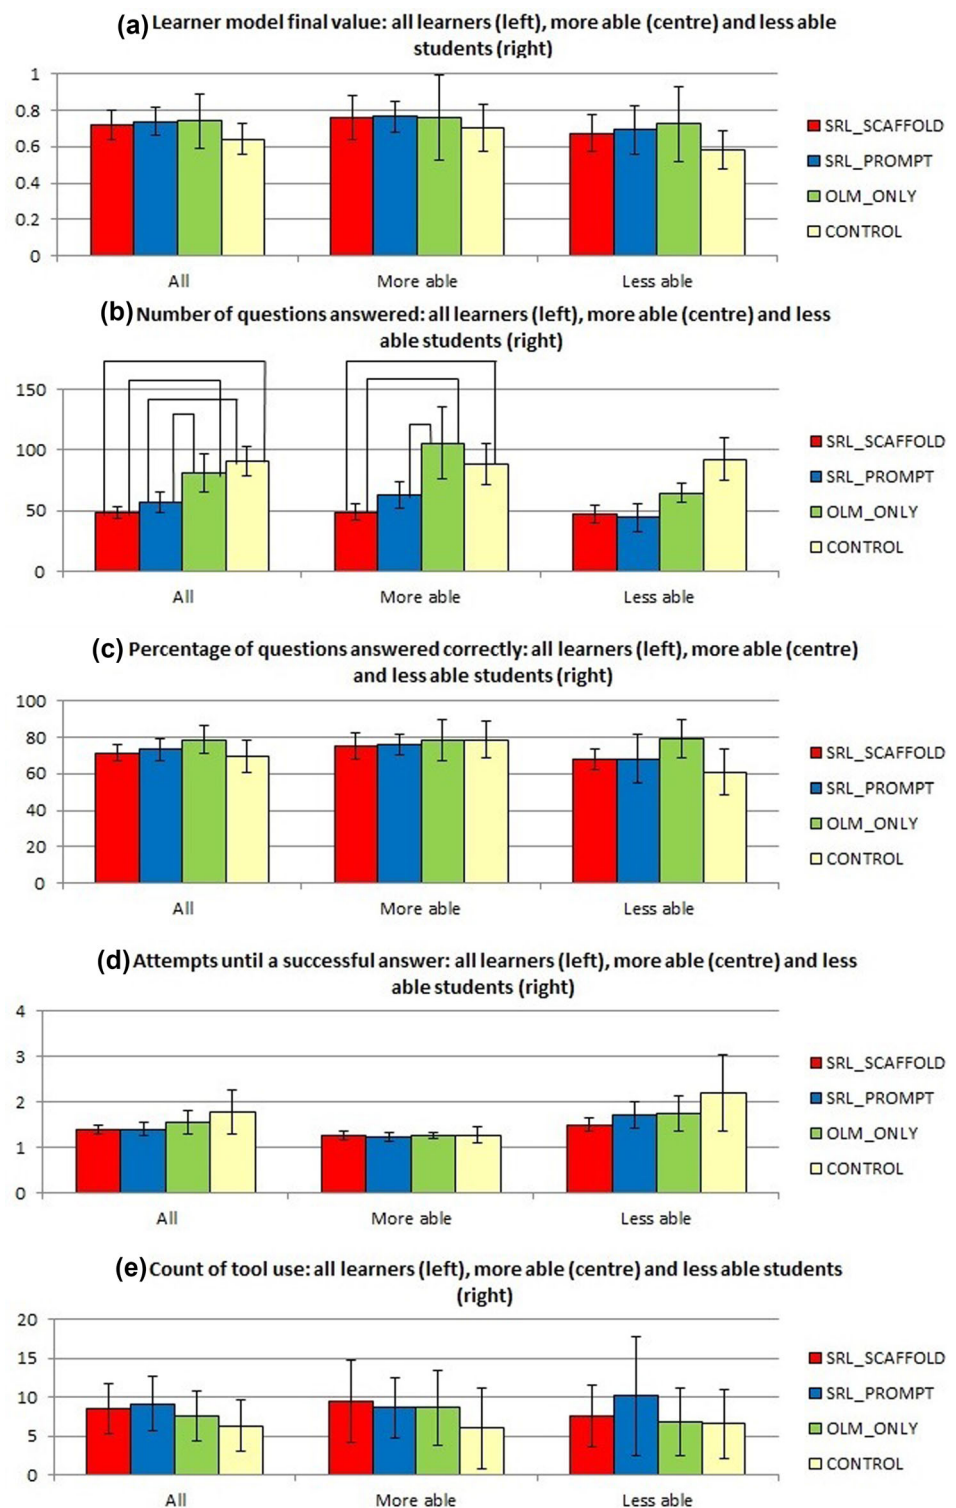 (a) Learner model final value: all learners (left), more able (centre) and less able
students (right)
1
0.8
0.6
0.4
0.2
0
All
More able
Less able
SRL_SCAFFOLD
SRL_PROMPT
OLM_ONLY
CONTROL
(b) Number of questions answered: all learners (left), more able (centre) and less
able students (right)
150
100
50
0
All
More able
Less able
SRL_SCAFFOLD
SRL_PROMPT
OLM_ONLY
CONTROL
(c) Percentage of questions answered correctly: all learners (left), more able (centre)
and less able students (right)
100
80
60
40
20
0
All
More able
Less able
SRL_SCAFFOLD
SRL_PROMPT
OLM_ONLY
CONTROL
(d) Attempts until a successful answer: all learners (left), more able (centre) and less
able students (right)
4
3
2
1
0
All
More able
Less able
SRL_SCAFFOLD
SRL_PROMPT
OLM_ONLY
CONTROL
(e) Count of tool use: all learners (left), more able (centre) and less able students
(right)
20
15
10
5
0
All
More able
Less able
SRL_SCAFFOLD
SRL_PROMPT
OLM_ONLY
CONTROL